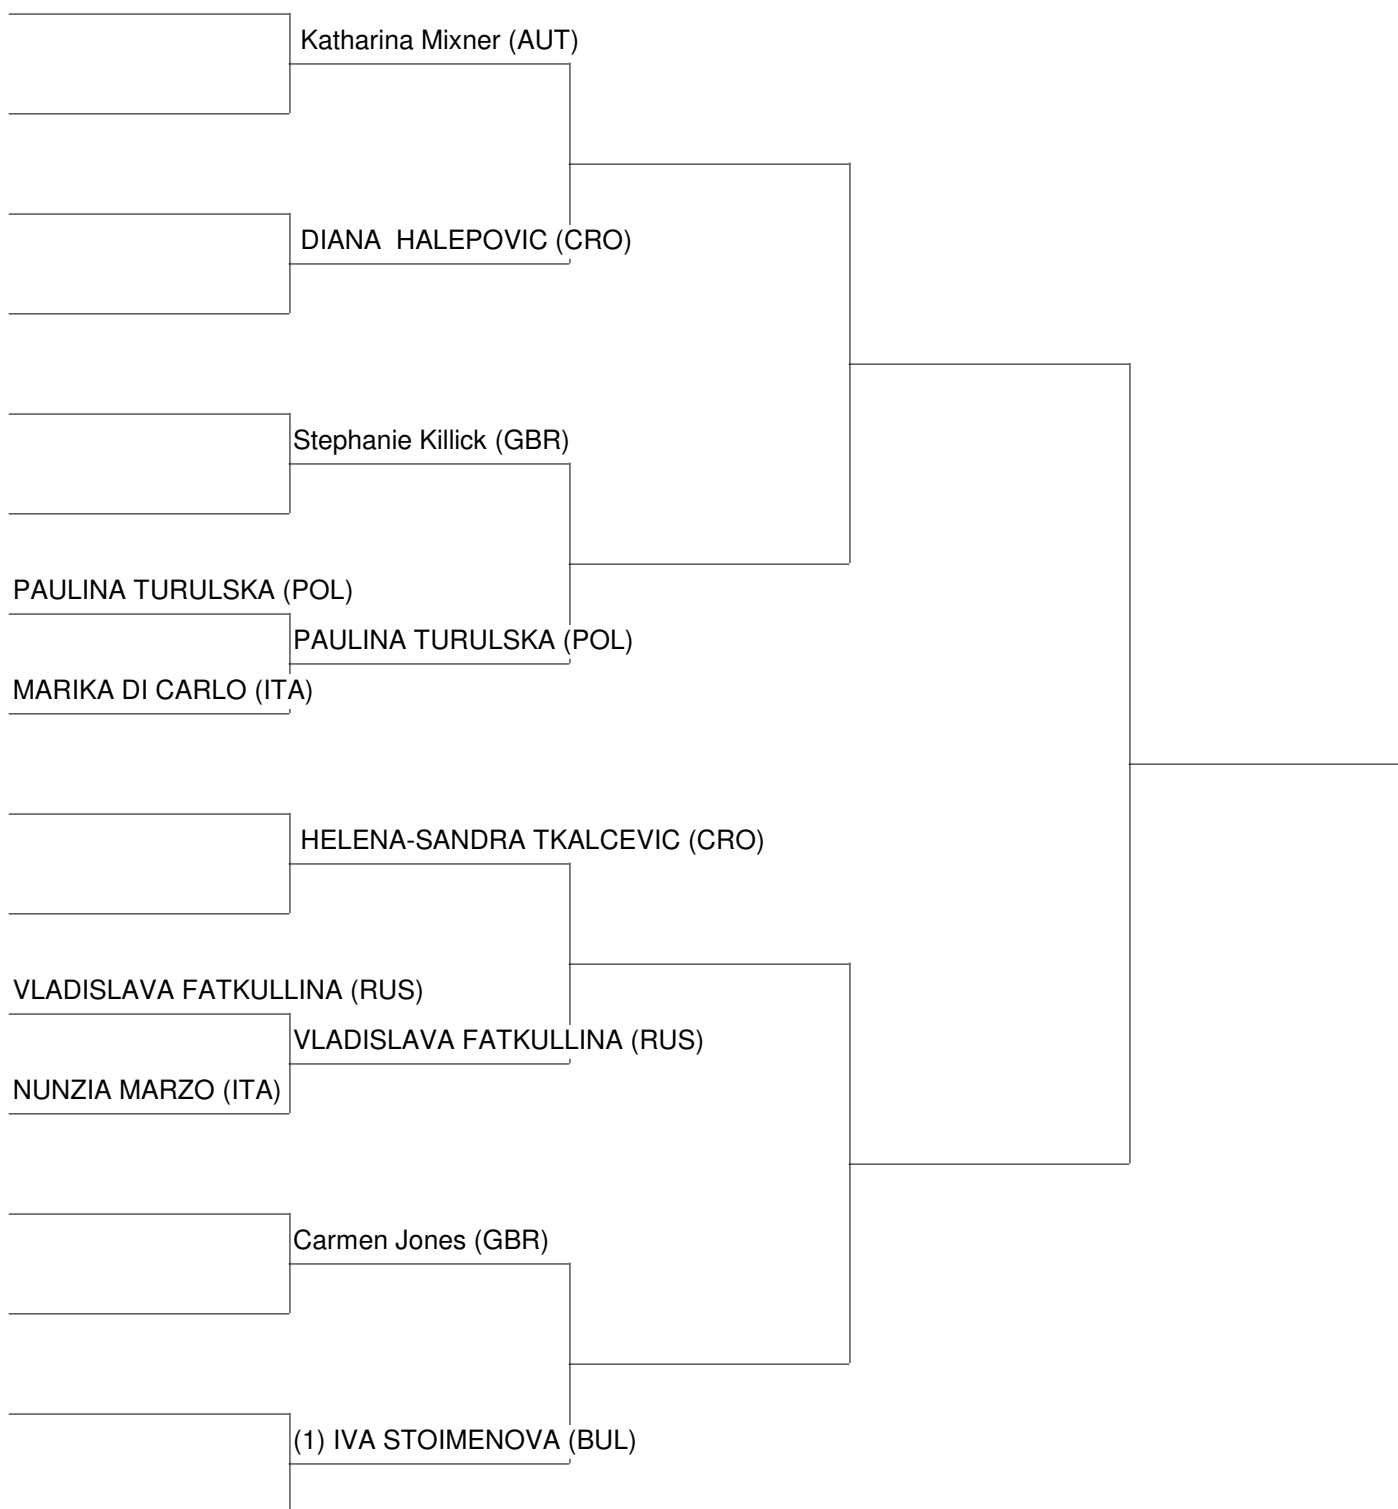 Katharina Mixner (AUT)
DIANA  HALEPOVIC (CRO)
Stephanie Killick (GBR)
PAULINA TURULSKA (POL)
PAULINA TURULSKA (POL)
MARIKA DI CARLO (ITA)
HELENA-SANDRA TKALCEVIC (CRO)
VLADISLAVA FATKULLINA (RUS)
VLADISLAVA FATKULLINA (RUS)
NUNZIA MARZO (ITA)
Carmen Jones (GBR)
(1) IVA STOIMENOVA (BUL)